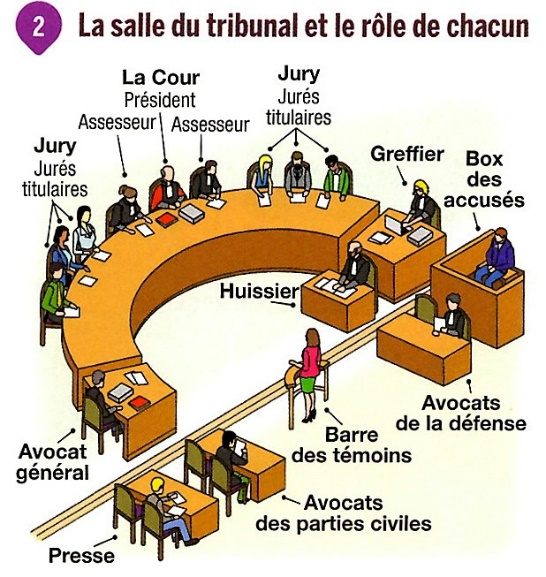 2
La salle du tribunal et le rôle de chacun
La Cour
Président
Assesseur
Assesseur
Jury
Jurés
titulaires
Jury
Jurés
titulaires
Greffier
Box
des
accusés
Huissier
Avocats
de la défense
Barre
des témoins
Avocat
général
Avocats
des parties civiles
Presse